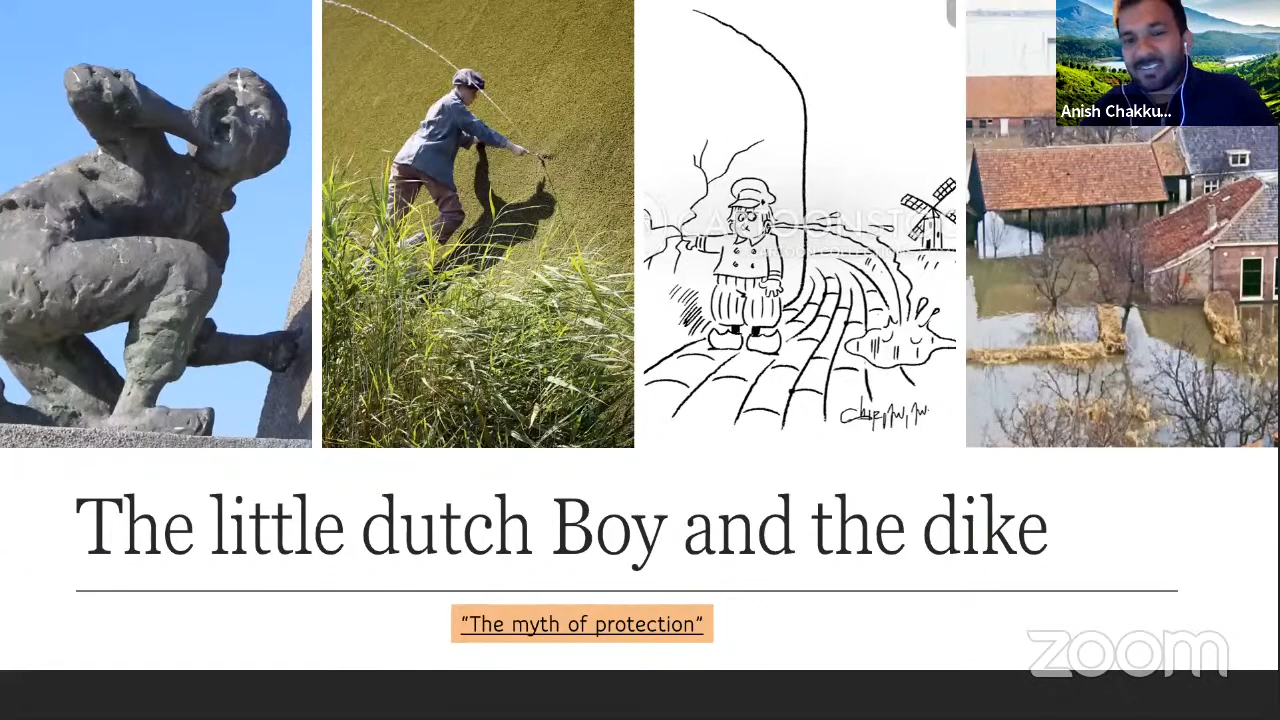 Anish Chakku...
The little dutch Boy and the dike
"The myth of protection"
zoom